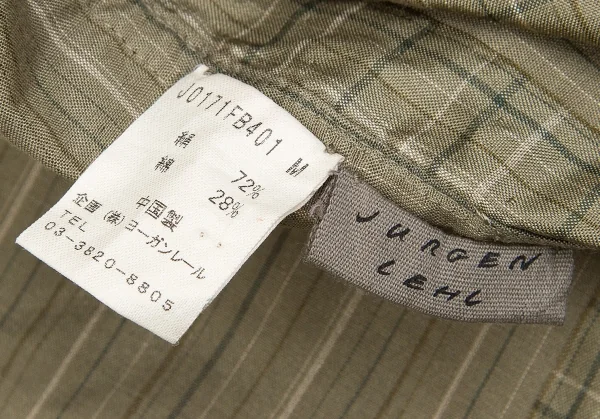 J0171FB401 M
絹 72%
綿 28%
中国製
企画 (株) ヨーガンレール
TEL
03-3820-8805
JURGEN
LEHL